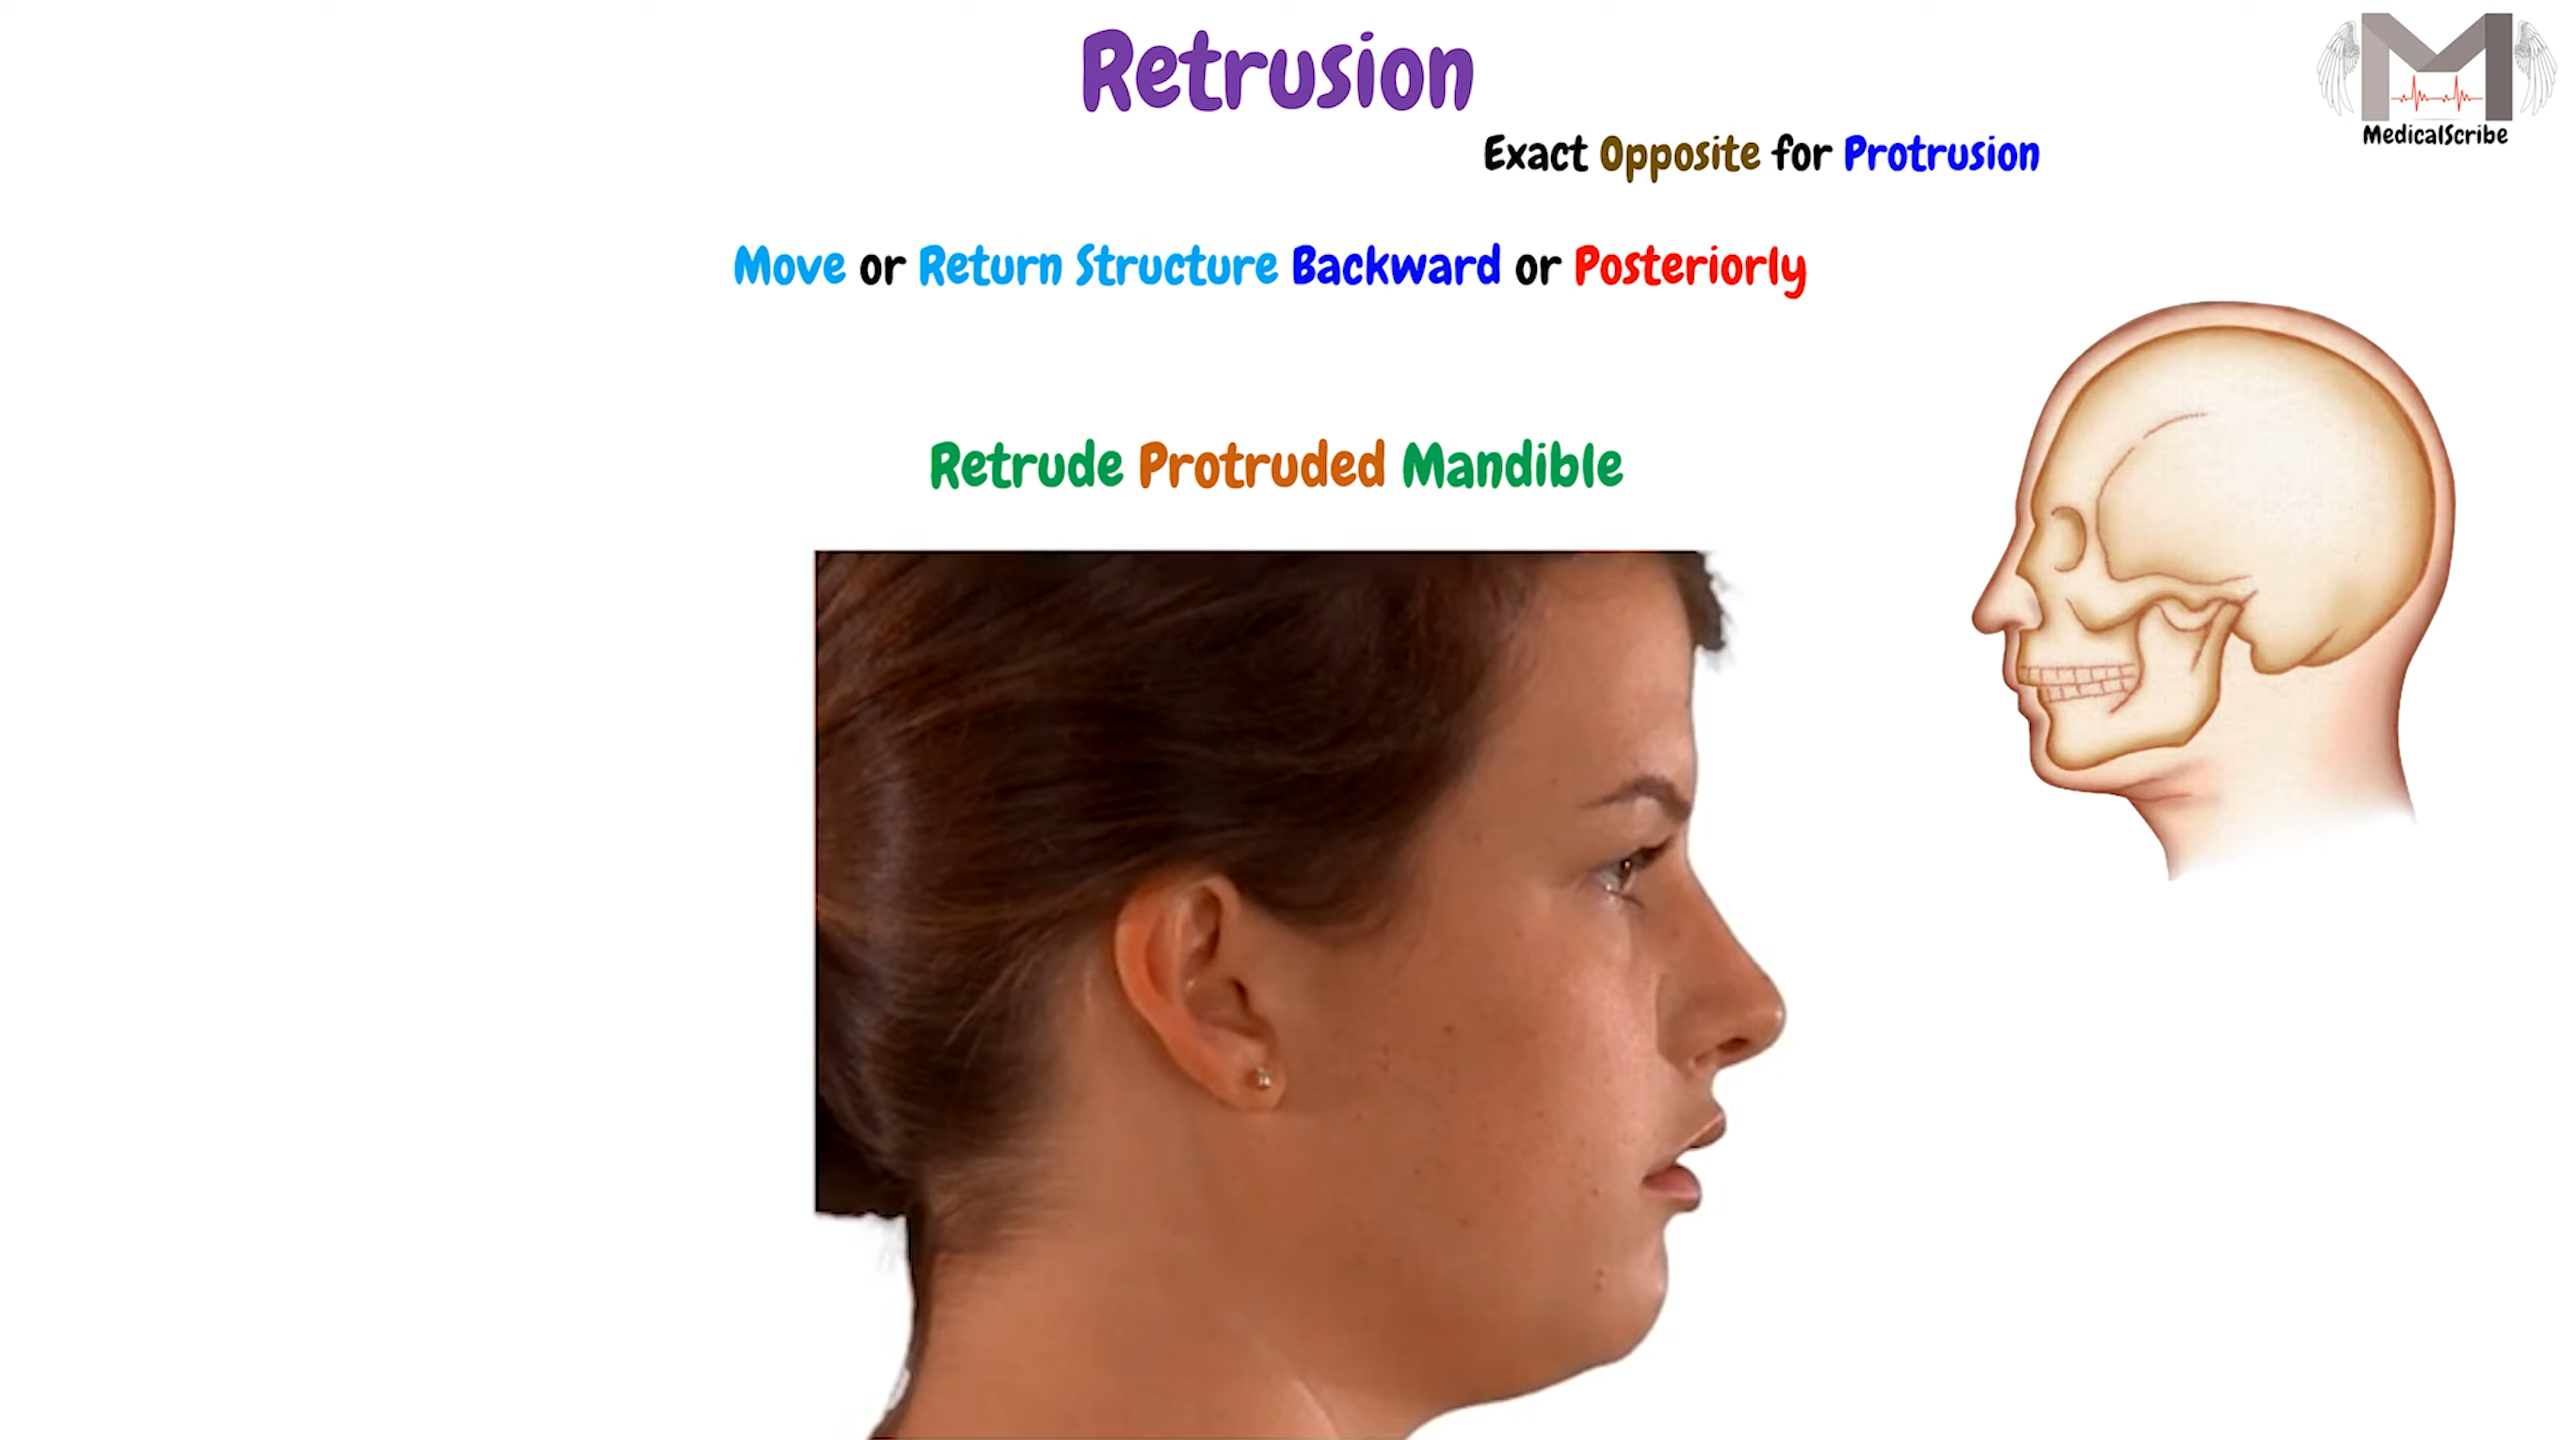 Retrusion
MedicalScribe
Exact Opposite for Protrusion
Move or Return Structure Backward or Posteriorly
Retrude Protruded Mandible